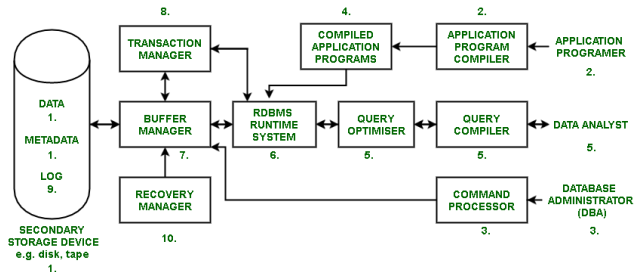 8.
4.
2.
TRANSACTION
MANAGER
COMPILED
APPLICATION
PROGRAMS
APPLICATION
PROGRAM
COMPILER
APPLICATION
PROGRAMER
2.
DATA
1.
METADATA
1.
LOG
9.
BUFFER
MANAGER
7.
RDBMS
RUNTIME
SYSTEM
6.
QUERY
OPTIMISER
5.
QUERY
COMPILER
5.
DATA ANALYST
5.
RECOVERY
MANAGER
10.
COMMAND
PROCESSOR
3.
DATABASE
ADMINISTRATOR
(DBA)
3.
SECONDARY
STORAGE DEVICE
e.g. disk, tape
1.